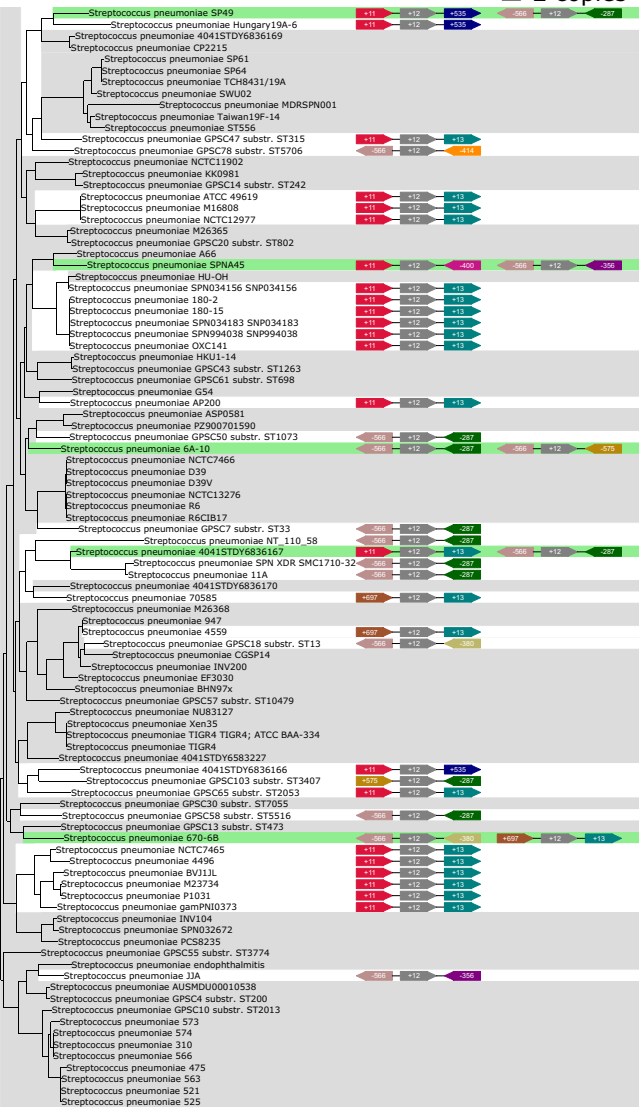 2 copies
Streptococcus pneumoniae SP49 +11 +12 +535 -566 +12 -287
Streptococcus pneumoniae Hungary19A-6 +11 +12 +535
Streptococcus pneumoniae 4041STDY6836169
Streptococcus pneumoniae CP2215
Streptococcus pneumoniae SP61
Streptococcus pneumoniae SP64
Streptococcus pneumoniae TCH8431/19A
Streptococcus pneumoniae SWU02
Streptococcus pneumoniae MDRSPN001
Streptococcus pneumoniae Taiwan19F-14
Streptococcus pneumoniae ST556
Streptococcus pneumoniae GPSC47 substr. ST315 +11 +12 +13
Streptococcus pneumoniae GPSC78 substr. ST5706 -566 +12 -414
Streptococcus pneumoniae NCTC11902
Streptococcus pneumoniae KK0981
Streptococcus pneumoniae GPSC14 substr. ST242
Streptococcus pneumoniae ATCC 49619 +11 +12 +13
Streptococcus pneumoniae M16808 +11 +12 +13
Streptococcus pneumoniae NCTC12977 +11 +12 +13
Streptococcus pneumoniae M26365
Streptococcus pneumoniae GPSC20 substr. ST802
Streptococcus pneumoniae A66
Streptococcus pneumoniae SPNA45 +11 +12 -400 -566 +12 -356
Streptococcus pneumoniae HU-OH
Streptococcus pneumoniae SPN034156 SNP034156 +11 +12 +13
Streptococcus pneumoniae 180-2 +11 +12 +13
Streptococcus pneumoniae 180-15 +11 +12 +13
Streptococcus pneumoniae SPN034183 SNP034183 +11 +12 +13
Streptococcus pneumoniae SPN994038 SNP994038 +11 +12 +13
Streptococcus pneumoniae OXC141 +11 +12 +13
Streptococcus pneumoniae HKU1-14
Streptococcus pneumoniae GPSC43 substr. ST1263
Streptococcus pneumoniae GPSC61 substr. ST698
Streptococcus pneumoniae G54
Streptococcus pneumoniae AP200 +11 +12 +13
Streptococcus pneumoniae ASP0581
Streptococcus pneumoniae PZ900701590
Streptococcus pneumoniae GPSC50 substr. ST1073 -566 +12 -287
Streptococcus pneumoniae 6A-10 -566 +12 -287 -566 +12 -575
Streptococcus pneumoniae NCTC7466
Streptococcus pneumoniae D39
Streptococcus pneumoniae D39V
Streptococcus pneumoniae NCTC13276
Streptococcus pneumoniae R6
Streptococcus pneumoniae R6CIB17
Streptococcus pneumoniae GPSC7 substr. ST33 -566 +12 -287
Streptococcus pneumoniae NT_110_58 -566 +12 -287
Streptococcus pneumoniae 4041STDY6836167 +11 +12 +13 -566 +12 -287
Streptococcus pneumoniae SPN XDR SMC1710-32 -566 +12 -287
Streptococcus pneumoniae 11A -566 +12 -287
Streptococcus pneumoniae 4041STDY6836170
Streptococcus pneumoniae 70585 +697 +12 +13
Streptococcus pneumoniae M26368
Streptococcus pneumoniae 947
Streptococcus pneumoniae 4559 +697 +12 +13
Streptococcus pneumoniae GPSC18 substr. ST13 -566 +12 -380
Streptococcus pneumoniae CGSP14
Streptococcus pneumoniae INV200
Streptococcus pneumoniae EF3030
Streptococcus pneumoniae BHN97x
Streptococcus pneumoniae GPSC57 substr. ST10479
Streptococcus pneumoniae NU83127
Streptococcus pneumoniae Xen35
Streptococcus pneumoniae TIGR4 TIGR4; ATCC BAA-334
Streptococcus pneumoniae TIGR4
Streptococcus pneumoniae 4041STDY6583227
Streptococcus pneumoniae 4041STDY6836166 +11 +12 +535
Streptococcus pneumoniae GPSC103 substr. ST3407 +575 +12 -287
Streptococcus pneumoniae GPSC65 substr. ST2053 +11 +12 +13
Streptococcus pneumoniae GPSC30 substr. ST7055
Streptococcus pneumoniae GPSC58 substr. ST5516 -566 +12 -287
Streptococcus pneumoniae GPSC13 substr. ST473
Streptococcus pneumoniae 670-6B -566 +12 -380 +697 +12 +13
Streptococcus pneumoniae NCTC7465 +11 +12 +13
Streptococcus pneumoniae 4496 +11 +12 +13
Streptococcus pneumoniae BVJ1JL +11 +12 +13
Streptococcus pneumoniae M23734 +11 +12 +13
Streptococcus pneumoniae P1031 +11 +12 +13
Streptococcus pneumoniae gamPNI0373 +11 +12 +13
Streptococcus pneumoniae INV104
Streptococcus pneumoniae SPN032672
Streptococcus pneumoniae PCS8235
Streptococcus pneumoniae GPSC55 substr. ST3774
Streptococcus pneumoniae endophthalmitis
Streptococcus pneumoniae JJA -566 +12 -356
Streptococcus pneumoniae AUSMDU00010538
Streptococcus pneumoniae GPSC4 substr. ST200
Streptococcus pneumoniae GPSC10 substr. ST2013
Streptococcus pneumoniae 573
Streptococcus pneumoniae 574
Streptococcus pneumoniae 310
Streptococcus pneumoniae 566
Streptococcus pneumoniae 475
Streptococcus pneumoniae 563
Streptococcus pneumoniae 521
Streptococcus pneumoniae 525